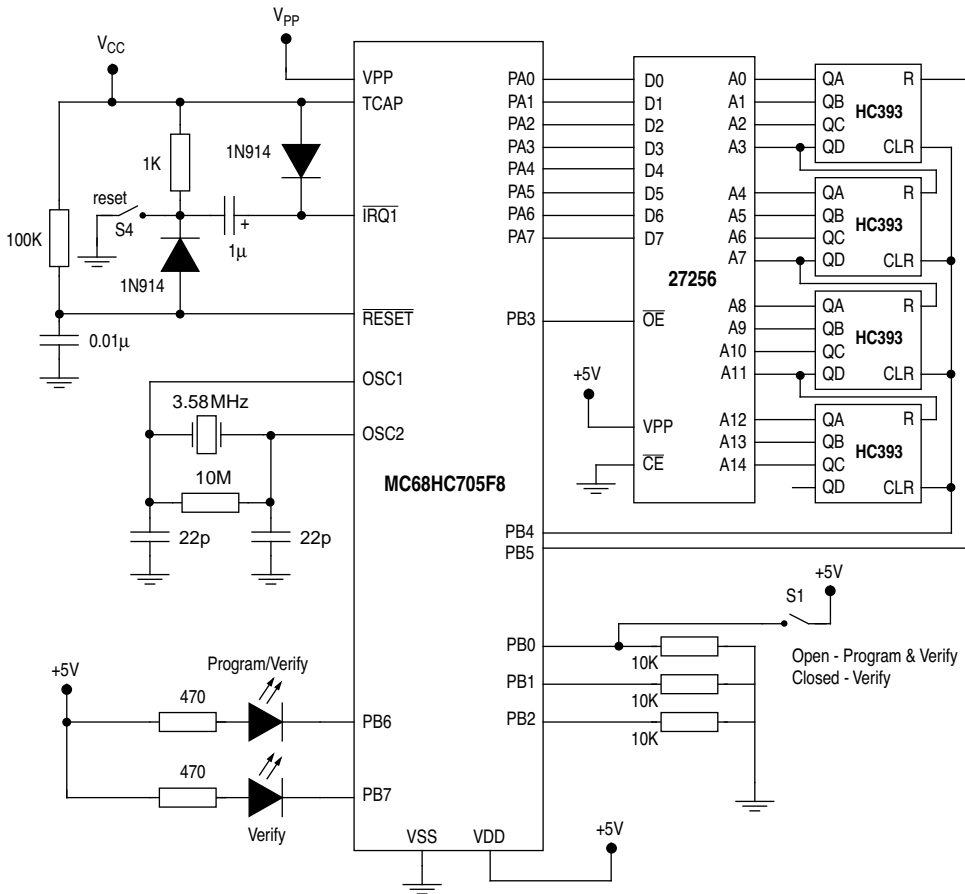 VPP
VCC
VPP
TCAP
1N914
1K
reset
S4
+
1µ
IRQ1
100K
1N914
RESET
0.01µ
OSC1
3.58MHz
OSC2
10M
22p
22p
MC68HC705F8
PA0
PA1
PA2
PA3
PA4
PA5
PA6
PA7
PB3
PB4
PB5
PB0
PB1
PB2
D0
D1
D2
D3
D4
D5
D6
D7
27256
OE
+5V
VPP
CE
A0
A1
A2
A3
A4
A5
A6
A7
A8
A9
A10
A11
A12
A13
A14
QA R
QB HC393
QC
QD CLR
QA R
QB HC393
QC
QD CLR
QA R
QB HC393
QC
QD CLR
QA R
QB HC393
QC
QD CLR
+5V
S1
Open - Program & Verify
Closed - Verify
10K
10K
10K
+5V
Program/Verify
470
PB6
470
PB7
Verify
VSS
VDD
+5V